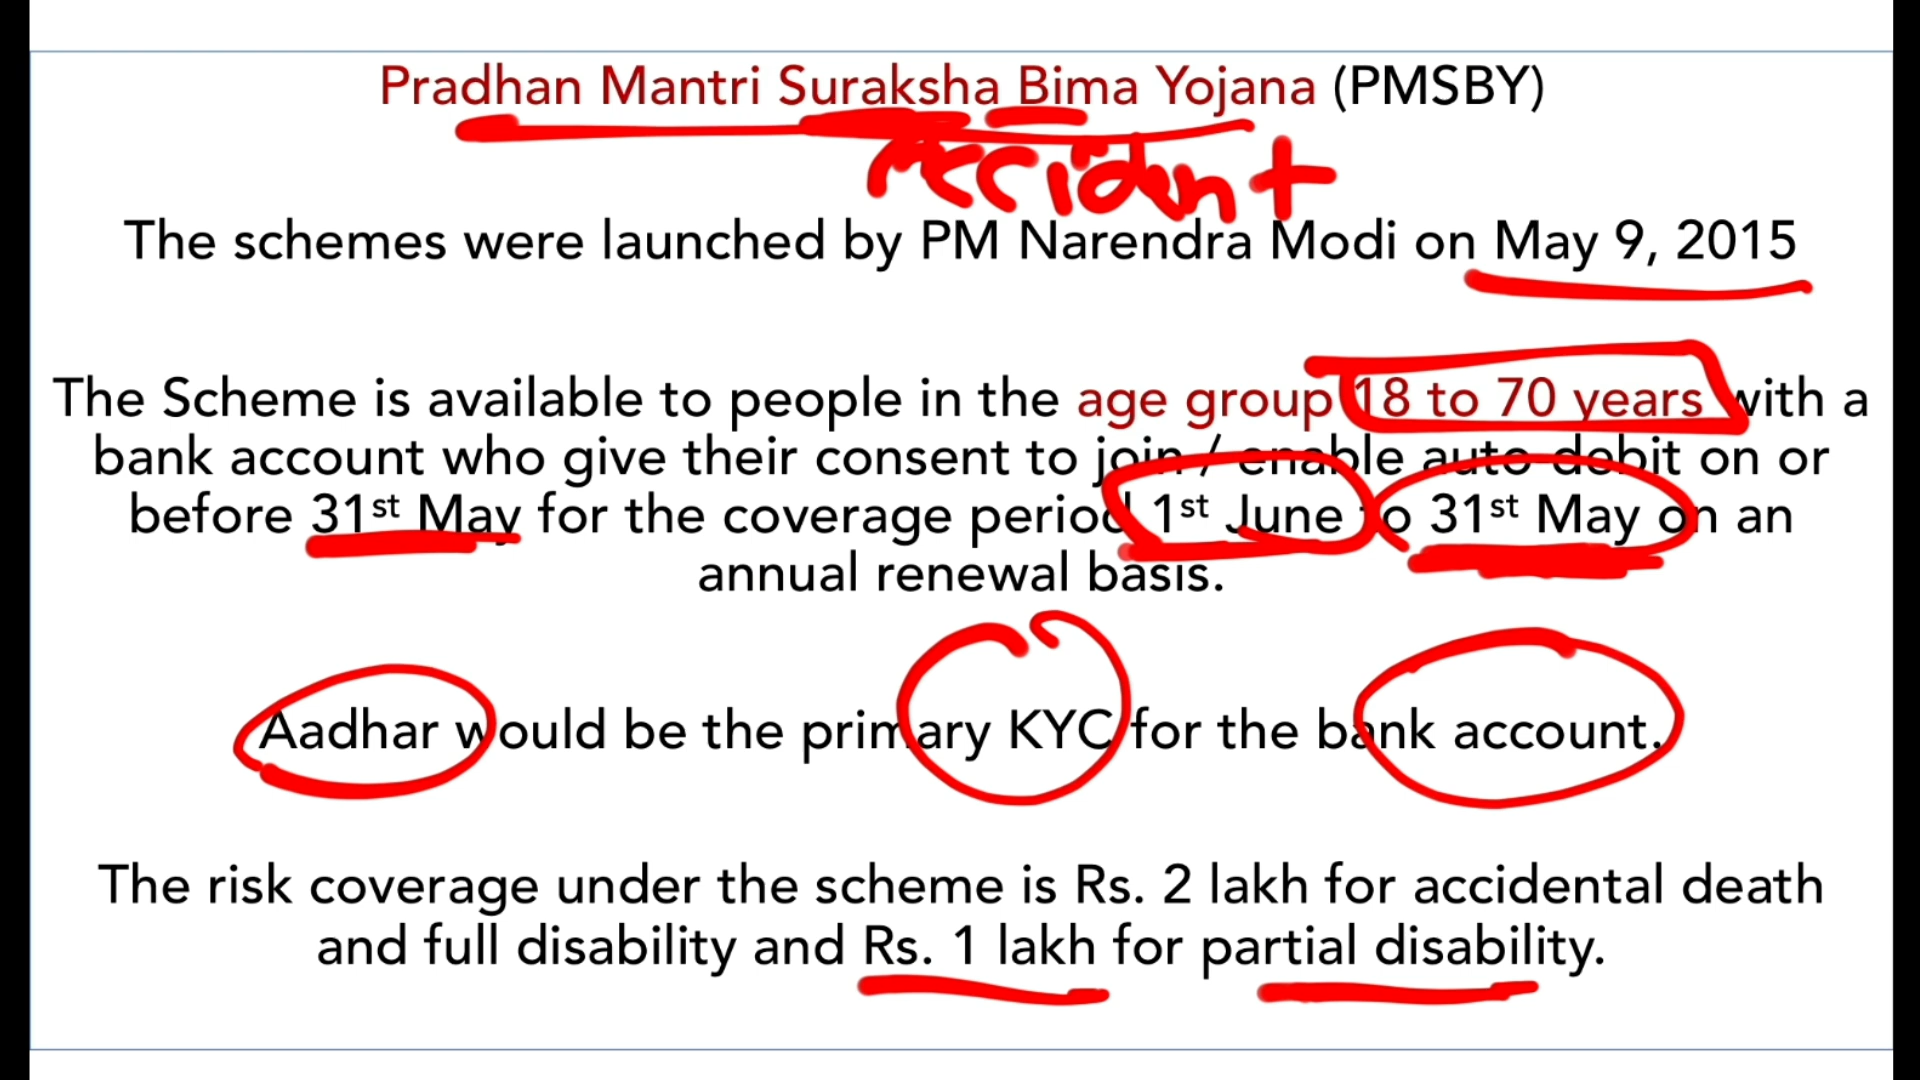 Pradhan Mantri Suraksha Bima Yojana (PMSBY)
Accident
The schemes were launched by PM Narendra Modi on May 9, 2015
The Scheme is available to people in the age group 18 to 70 years with a
bank account who give their consent to join / enable auto-debit on or
before 31st May for the coverage period 1st June to 31st May on an
annual renewal basis.
Aadhar would be the primary KYC for the bank account.
The risk coverage under the scheme is Rs. 2 lakh for accidental death
and full disability and Rs. 1 lakh for partial disability.